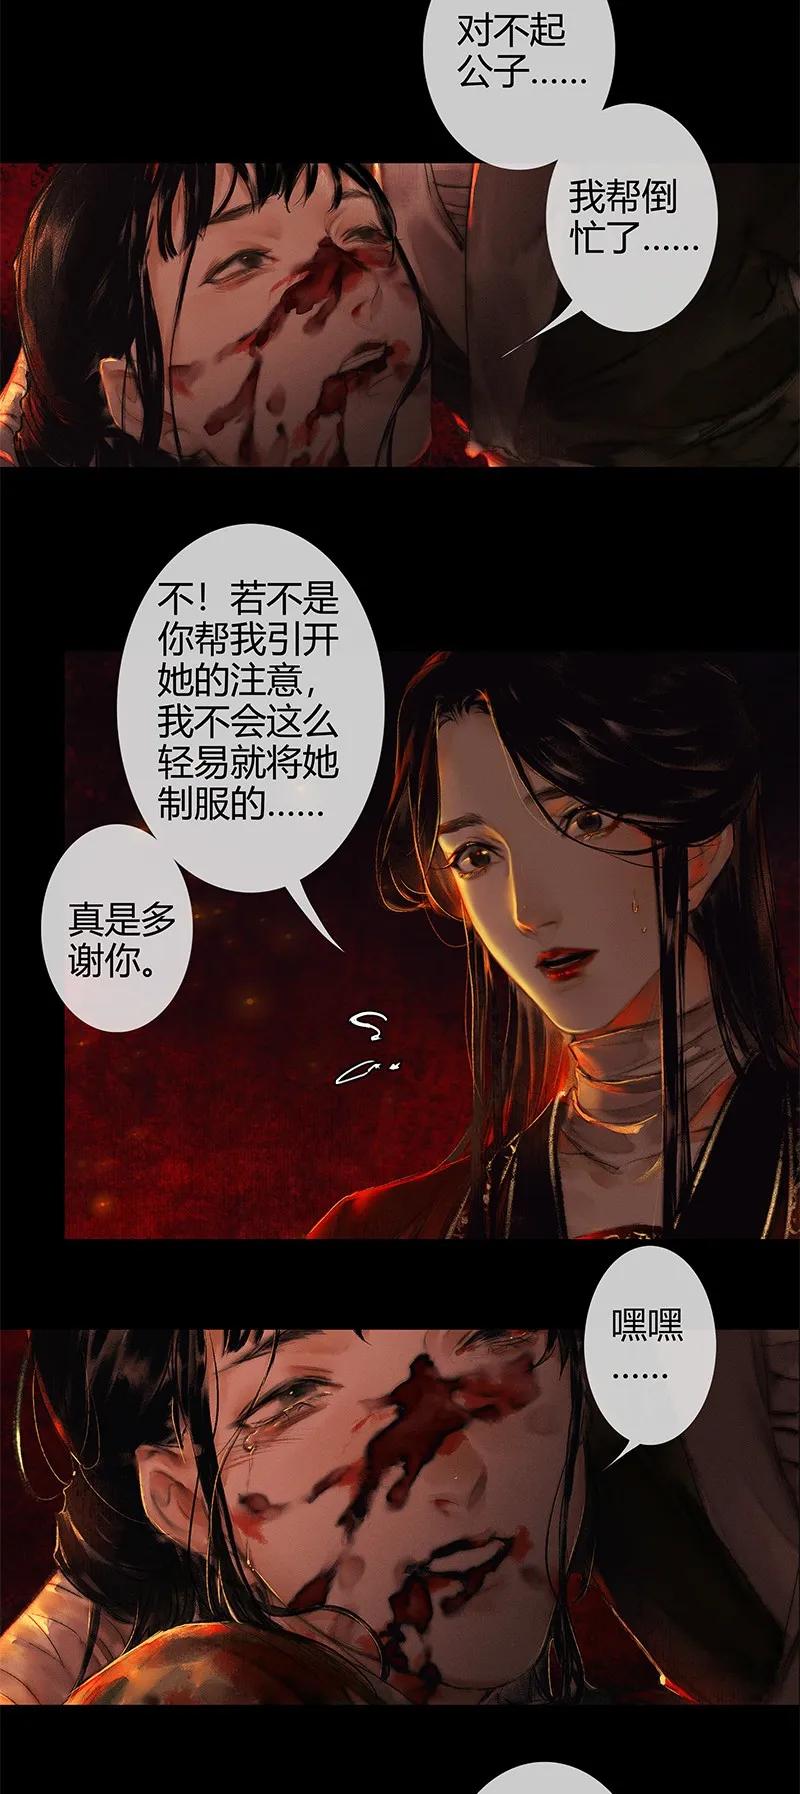 对不起
公子……
我帮倒
忙了……
不！若不是
你帮我引开
她的注意，
我不会这么
轻易就将她
制服的……
真是多
谢你。
嘿嘿
……